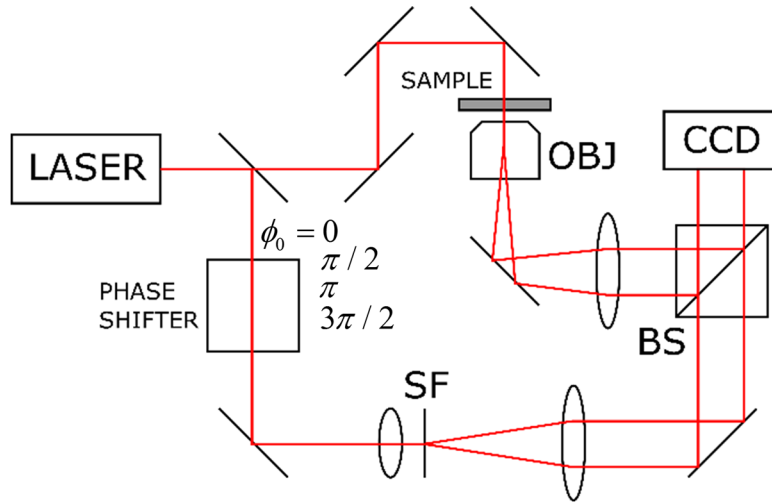 SAMPLE
LASER
OBJ
CCD
ϕ₀ = 0
π / 2
π
3π / 2
PHASE
SHIFTER
BS
SF